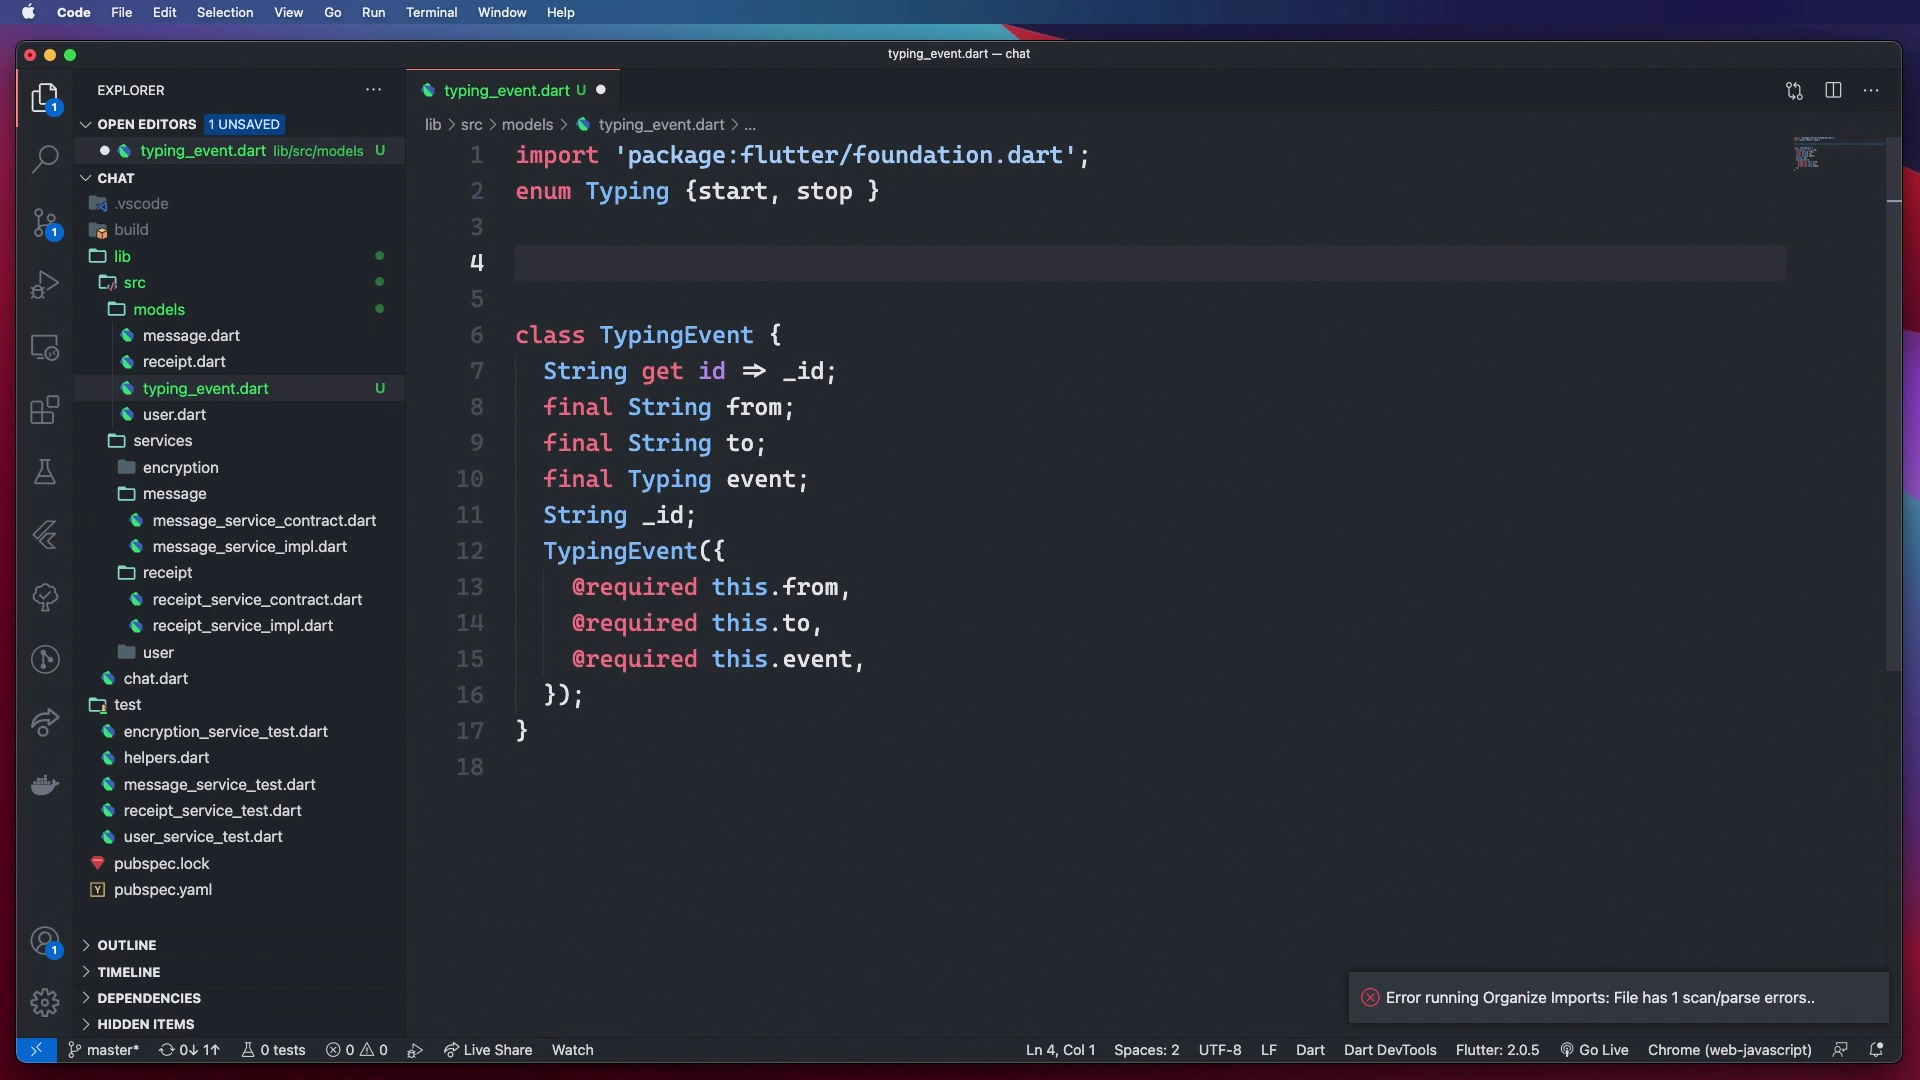 Code File Edit Selection View Go Run Terminal Window Help
typing_event.dart — chat
EXPLORER
OPEN EDITORS 1 UNSAVED
typing_event.dart lib/src/models U
CHAT
.vscode
build
lib
src
models
message.dart
receipt.dart
typing_event.dart U
user.dart
services
encryption
message
message_service_contract.dart
message_service_impl.dart
receipt
receipt_service_contract.dart
receipt_service_impl.dart
user
chat.dart
test
encryption_service_test.dart
helpers.dart
message_service_test.dart
receipt_service_test.dart
user_service_test.dart
pubspec.lock
pubspec.yaml
OUTLINE
TIMELINE
DEPENDENCIES
HIDDEN ITEMS
1
1
1
typing_event.dart U
lib > src > models > typing_event.dart > ...
1 import 'package:flutter/foundation.dart';
2 enum Typing {start, stop }
3
4
5
6 class TypingEvent {
7 String get id => _id;
8 final String from;
9 final String to;
10 final Typing event;
11 String _id;
12 TypingEvent({
13 @required this.from,
14 @required this.to,
15 @required this.event,
16 });
17 }
18
Error running Organize Imports: File has 1 scan/parse errors..
master* 0↓ 1↑ 0 tests 0 0 Live Share Watch Ln 4, Col 1 Spaces: 2 UTF-8 LF Dart Dart DevTools Flutter: 2.0.5 Go Live Chrome (web-javascript)